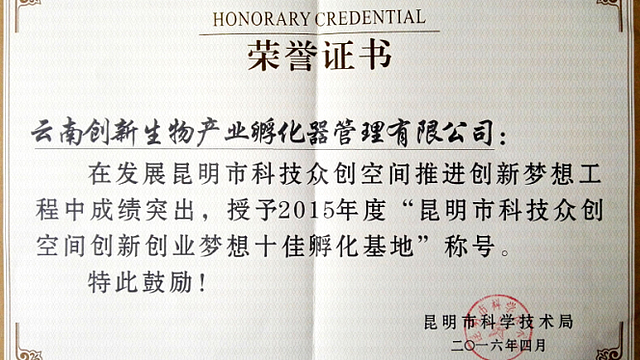 HONORARY CREDENTIAL
荣誉证书
云南创新生物产业孵化器管理有限公司：
在发展昆明市科技众创空间推进创新梦想工
程中成绩突出，授予2015年度“昆明市科技众创
空间创新创业梦想十佳孵化基地”称号。
特此鼓励！
昆明市科学技术局
二〇一六年四月